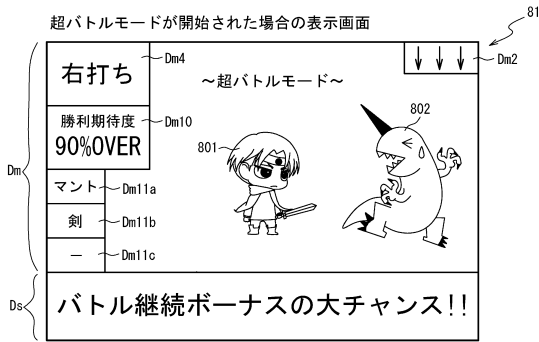 超バトルモードが開始された場合の表示画面
81
右打ち
Dm4
～超バトルモード～
↓ ↓ ↓
Dm2
勝利期待度
Dm10
90%OVER
801
802
Dm
マント
Dm11a
剣
Dm11b
－
Dm11c
Ds
バトル継続ボーナスの大チャンス!!